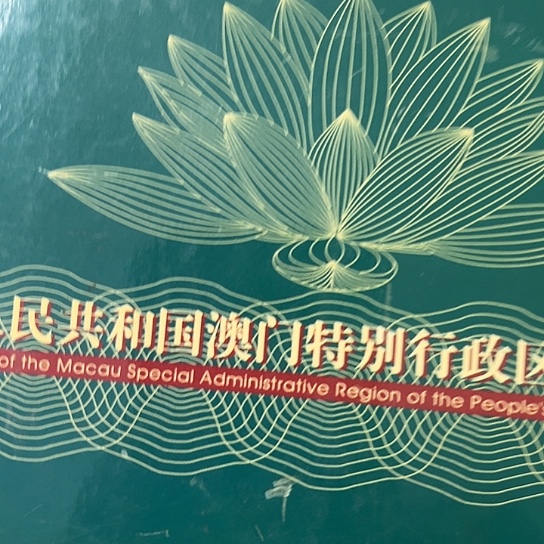 人民共和国澳门特别行政区
of the Macau Special Administrative Region of the People's